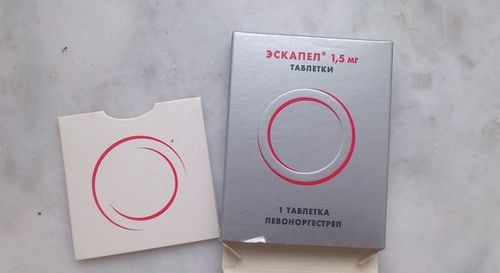 ЭСКАПЕЛ® 1,5 мг
ТАБЛЕТКИ
1 ТАБЛЕТКА
ЛЕВОНОРГЕСТРЕЛ